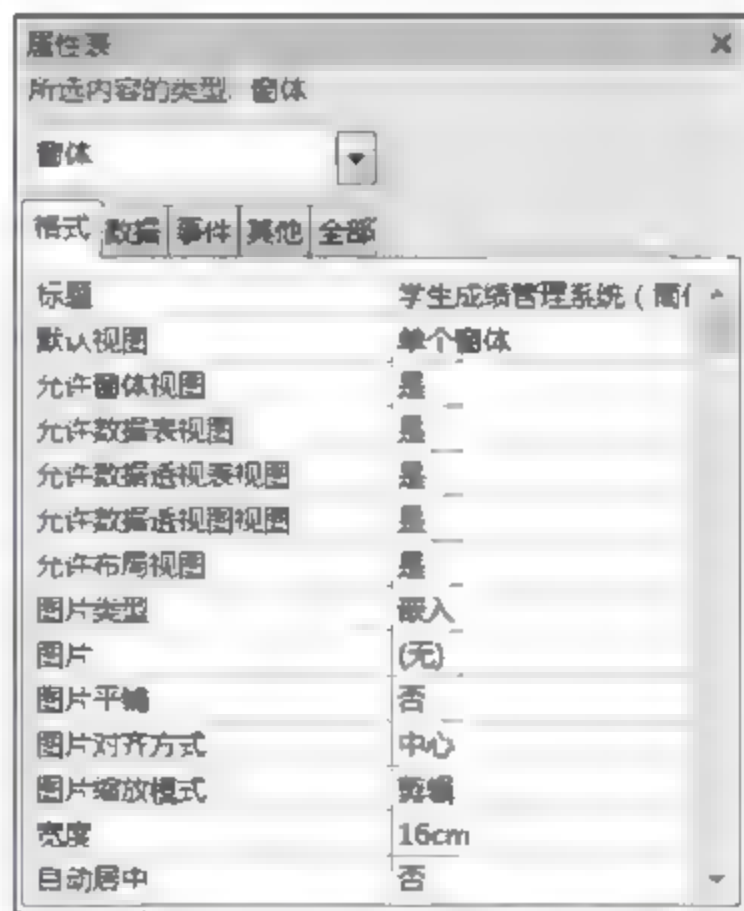 属性表
所选内容的类型: 窗体
窗体
格式 数据 事件 其他 全部
标题 学生成绩管理系统（简
默认视图 单个窗体
允许窗体视图 是
允许数据表视图 是
允许数据透视表视图 是
允许数据透视图视图 是
允许布局视图 是
图片类型 嵌入
图片 (无)
图片平铺 否
图片对齐方式 中心
图片缩放模式 剪辑
宽度 16cm
自动居中 否